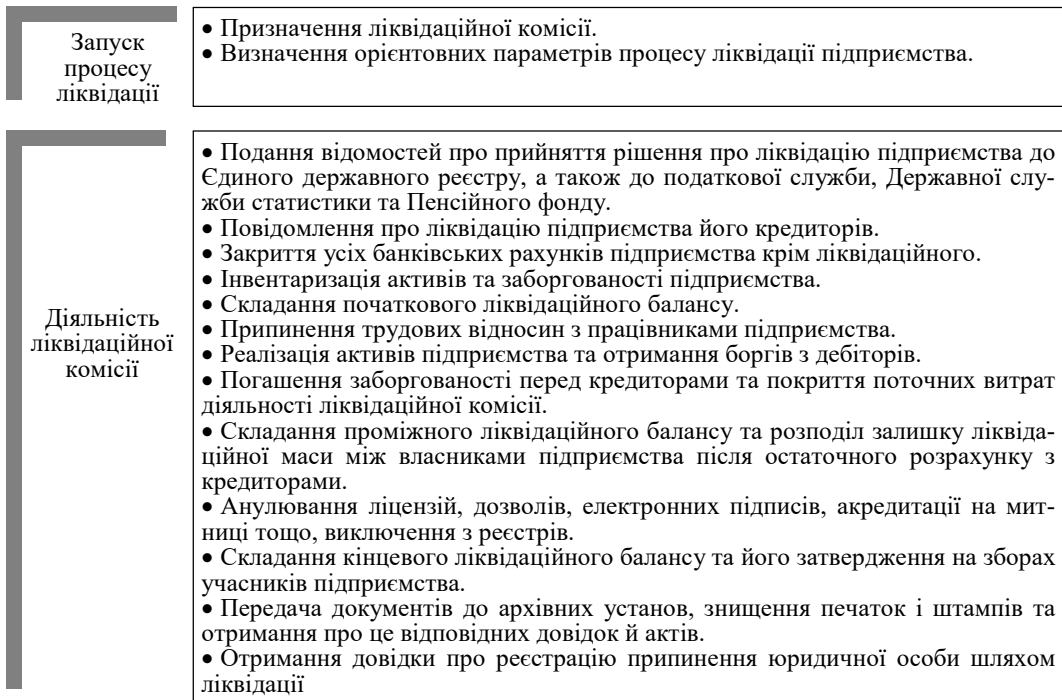 Запуск
процесу
ліквідації
• Призначення ліквідаційної комісії.
• Визначення орієнтовних параметрів процесу ліквідації підприємства.
Діяльність
ліквідаційної
комісії
• Подання відомостей про прийняття рішення про ліквідацію підприємства до
Єдиного державного реєстру, а також до податкової служби, Державної слу-
жби статистики та Пенсійного фонду.
• Повідомлення про ліквідацію підприємства його кредиторів.
• Закриття усіх банківських рахунків підприємства крім ліквідаційного.
• Інвентаризація активів та заборгованості підприємства.
• Складання початкового ліквідаційного балансу.
• Припинення трудових відносин з працівниками підприємства.
• Реалізація активів підприємства та отримання боргів з дебіторів.
• Погашення заборгованості перед кредиторами та покриття поточних витрат
діяльності ліквідаційної комісії.
• Складання проміжного ліквідаційного балансу та розподіл залишку ліквіда-
ційної маси між власниками підприємства після остаточного розрахунку з
кредиторами.
• Анулювання ліцензій, дозволів, електронних підписів, акредитації на мит-
ниці тощо, виключення з реєстрів.
• Складання кінцевого ліквідаційного балансу та його затвердження на зборах
учасників підприємства.
• Передача документів до архівних установ, знищення печаток і штампів та
отримання про це відповідних довідок й актів.
• Отримання довідки про реєстрацію припинення юридичної особи шляхом
ліквідації